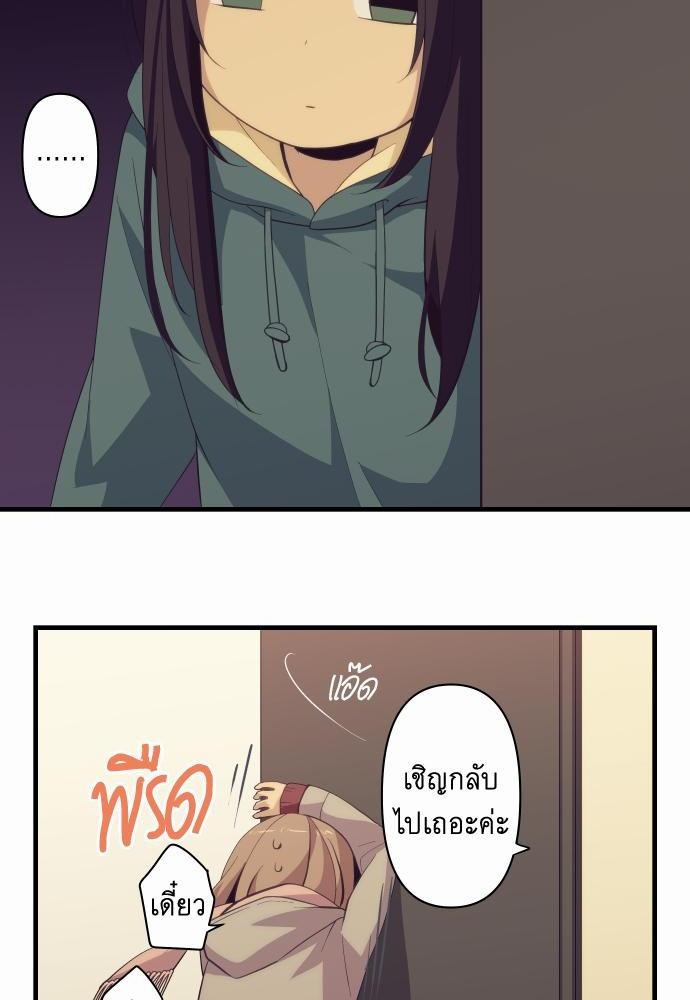 ......
แอ๊ด
เชิญกลับ
ไปเถอะค่ะ
พรืด
เดี๋ยว